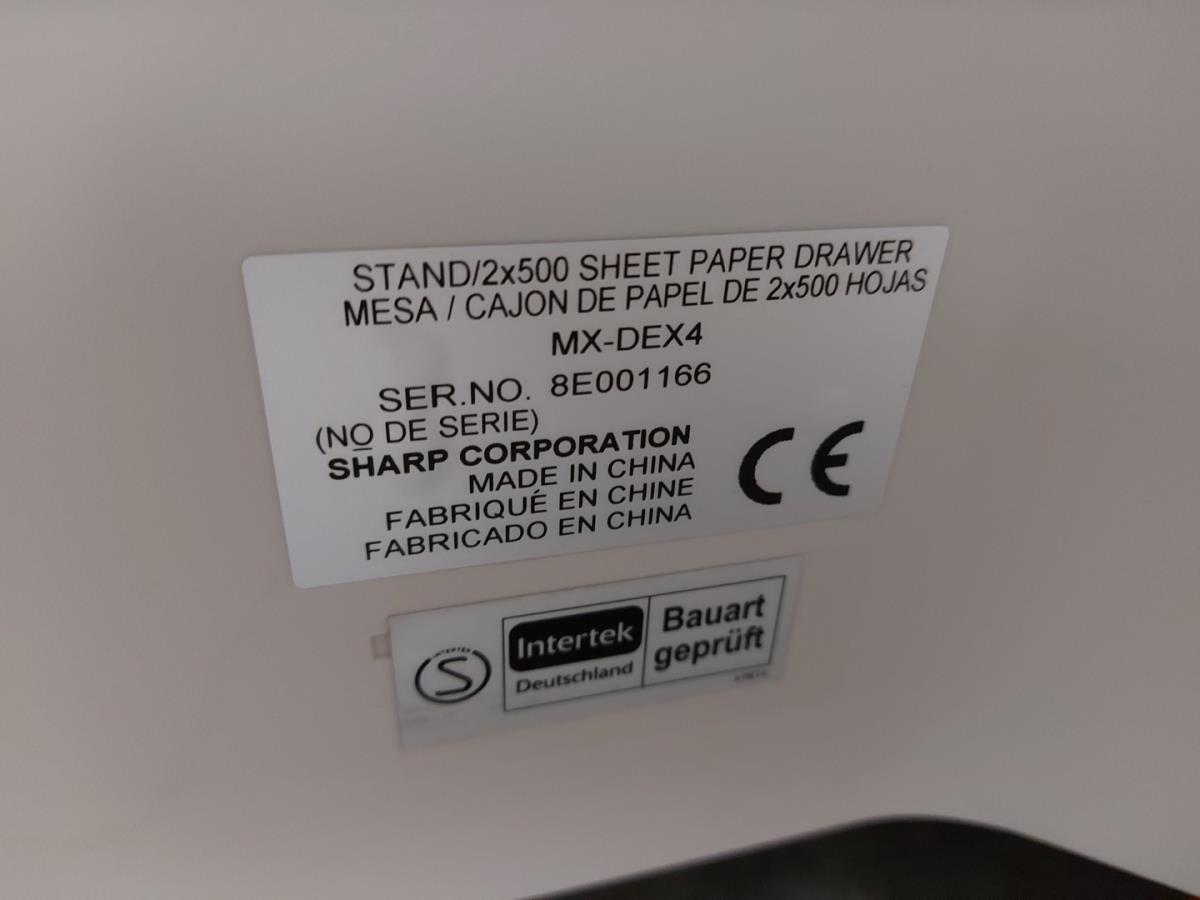 STAND/2x500 SHEET PAPER DRAWER
MESA / CAJON DE PAPEL DE 2x500 HOJAS
MX-DEX4
SER.NO. 8E001166
(NO DE SERIE)
SHARP CORPORATION
MADE IN CHINA
FABRIQUÉ EN CHINE
FABRICADO EN CHINA
CE
INTERTEK
S
Intertek
Deutschland
Bauart
geprüft